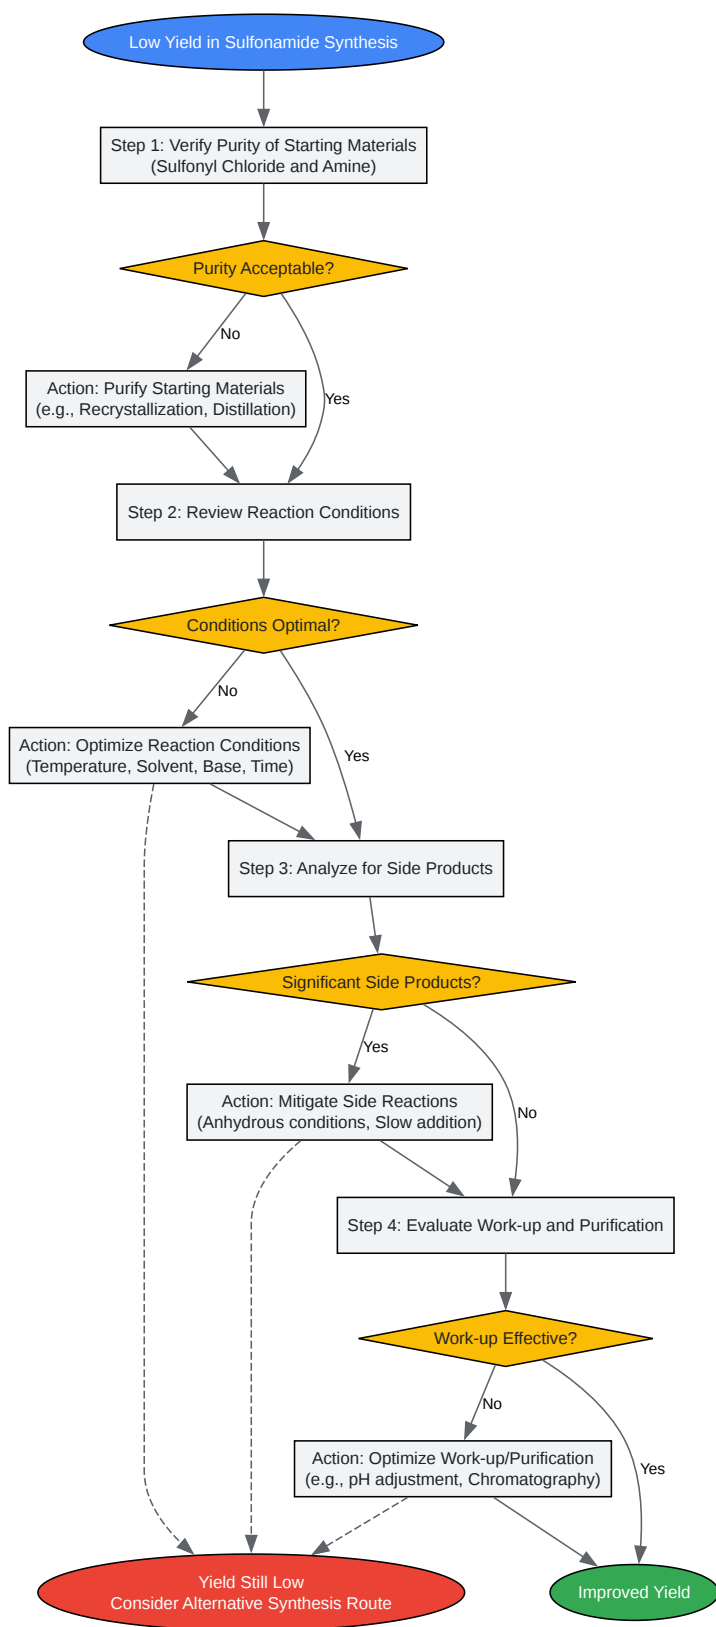 Low Yield in Sulfonamide Synthesis
Step 1: Verify Purity of Starting Materials
(Sulfonyl Chloride and Amine)
Purity Acceptable?
No
Action: Purify Starting Materials
(e.g., Recrystallization, Distillation)
Yes
Step 2: Review Reaction Conditions
Conditions Optimal?
No
Action: Optimize Reaction Conditions
(Temperature, Solvent, Base, Time)
Yes
Step 3: Analyze for Side Products
Significant Side Products?
Yes
Action: Mitigate Side Reactions
(Anhydrous conditions, Slow addition)
No
Step 4: Evaluate Work-up and Purification
Work-up Effective?
No
Action: Optimize Work-up/Purification
(e.g., pH adjustment, Chromatography)
Yes
Yield Still Low
Consider Alternative Synthesis Route
Improved Yield